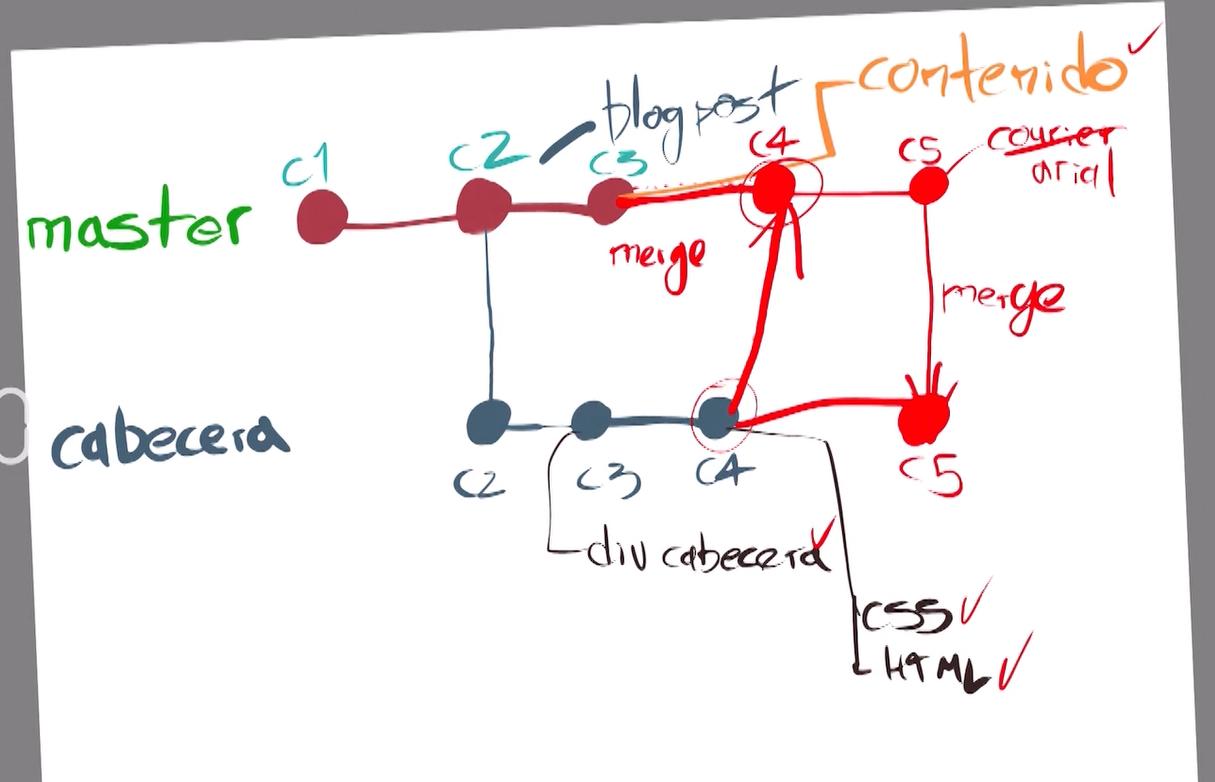 contenido
blogpost
c1
c2
c3
c4
c5
courier
arial
master
merge
merge
cabecera
c2
c3
c4
c5
div cabecera
CSS
HTML